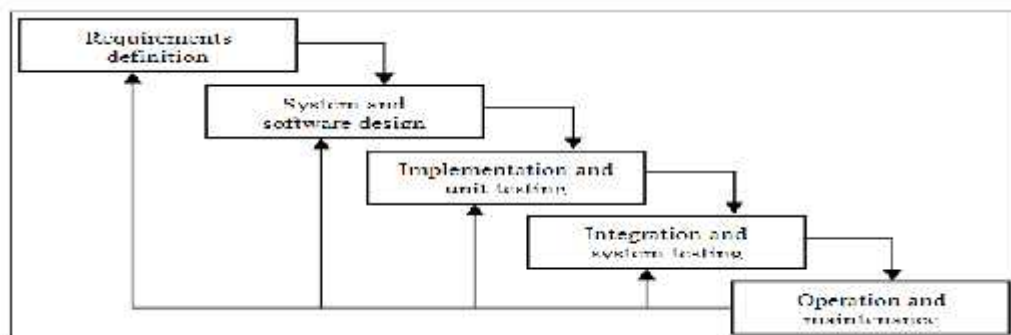 Requirements
definition
System and
software design
Implementation and
unit testing
Integration and
system testing
Operation and
maintenance